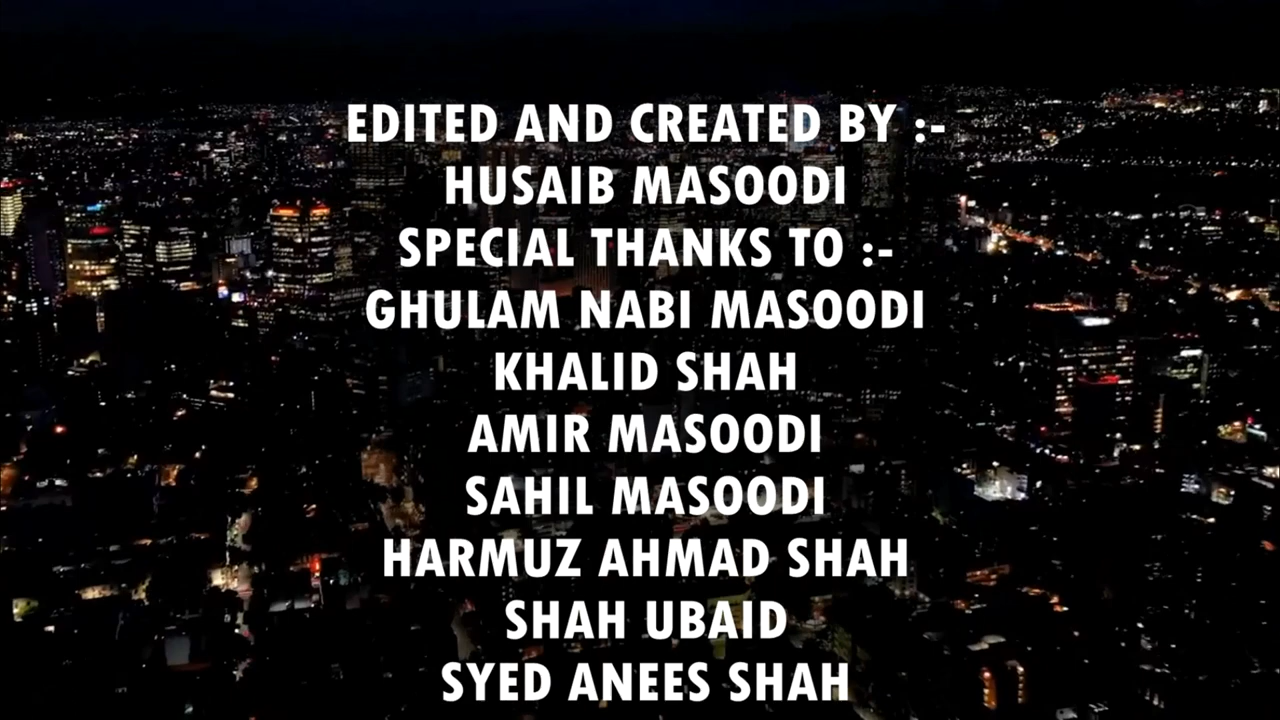 EDITED AND CREATED BY :-
HUSAIB MASOODI
SPECIAL THANKS TO :-
GHULAM NABI MASOODI
KHALID SHAH
AMIR MASOODI
SAHIL MASOODI
HARMUZ AHMAD SHAH
SHAH UBAID
SYED ANEES SHAH